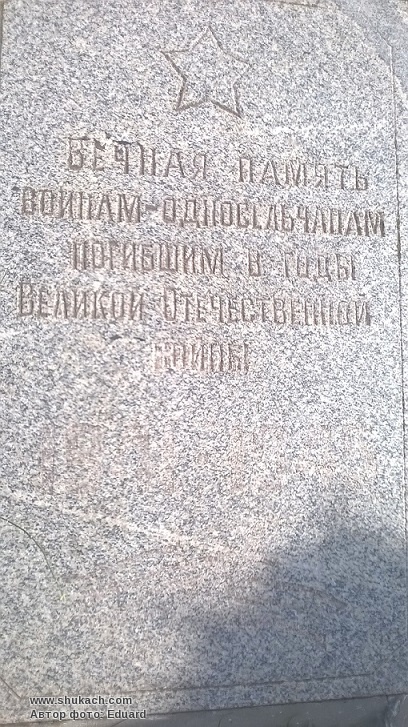 ВЕЧНАЯ ПАМЯТЬ
ВОИНАМ-ОДНОСЕЛЬЧАНАМ
ПОГИБШИМ В ГОДЫ
ВЕЛИКОЙ ОТЕЧЕСТВЕННОЙ
ВОЙНЫ
www.shukach.com
Автор фото: Eduard